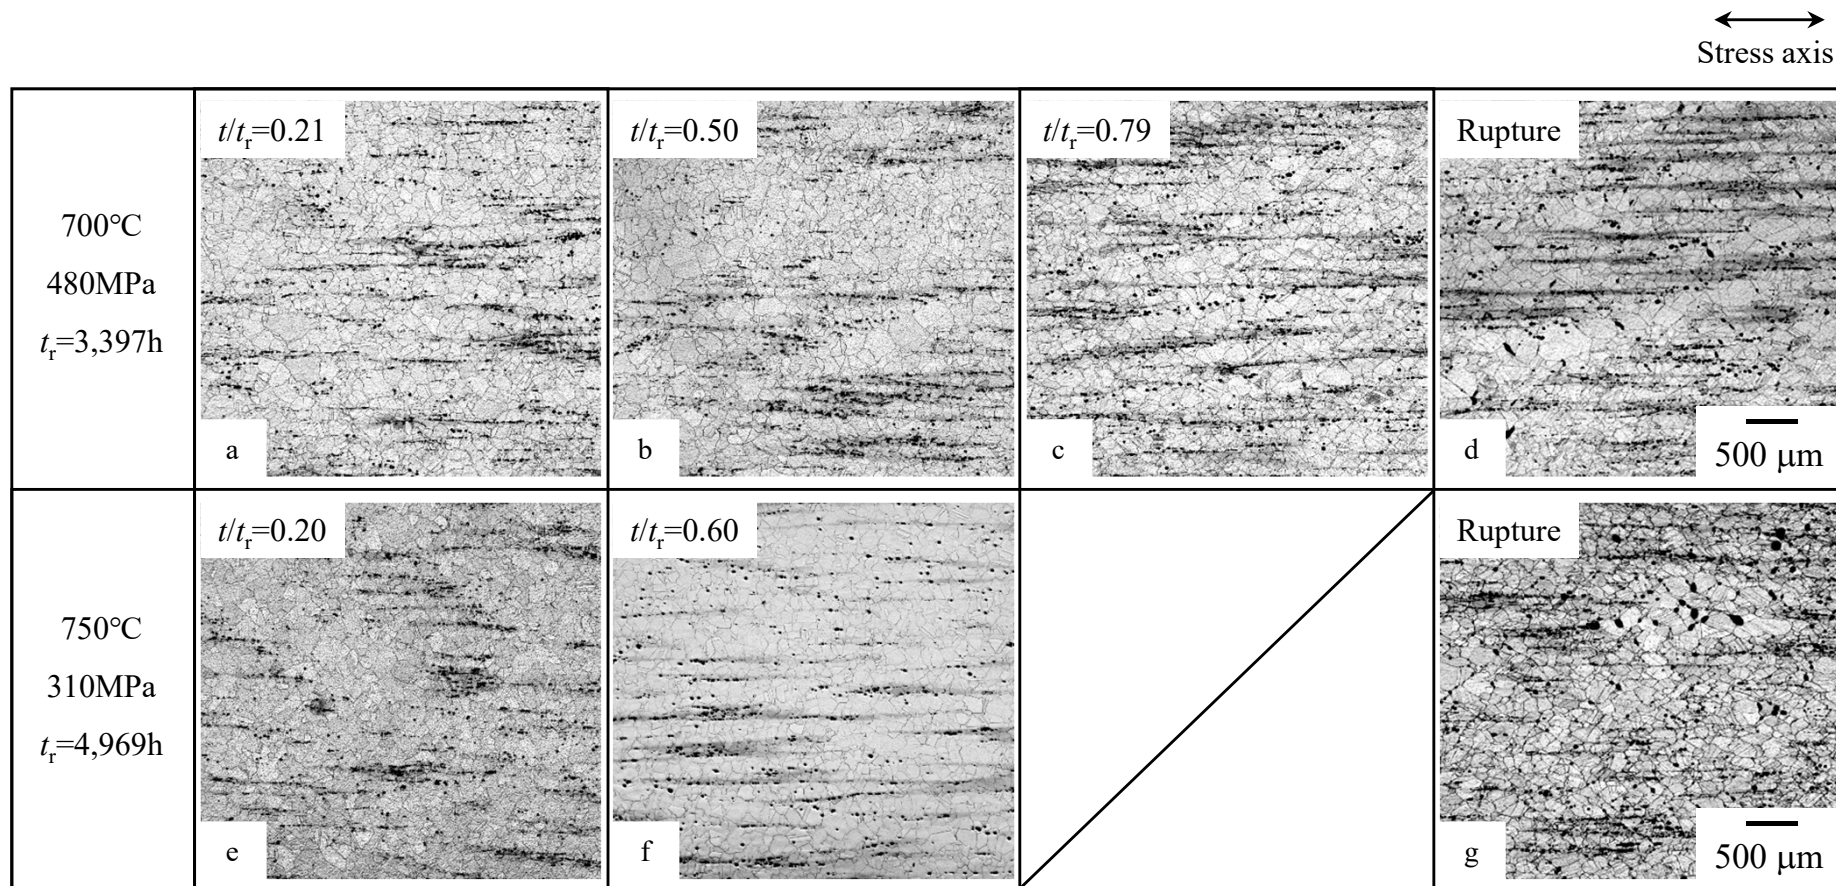 Stress axis
700℃
480MPa
tr=3,397h
t/tr=0.21
a
t/tr=0.50
b
t/tr=0.79
c
Rupture
d
500 μm
750℃
310MPa
tr=4,969h
t/tr=0.20
e
t/tr=0.60
f
Rupture
g
500 μm